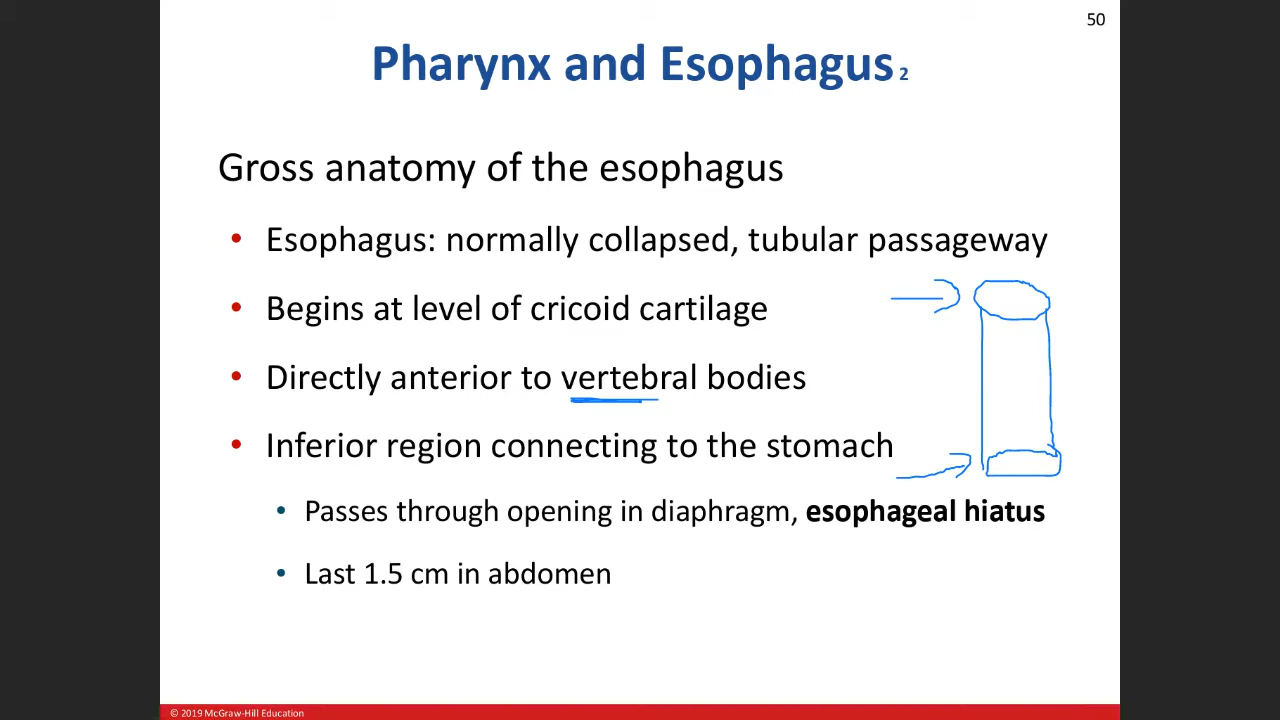 50
Pharynx and Esophagus 2
Gross anatomy of the esophagus
• Esophagus: normally collapsed, tubular passageway
• Begins at level of cricoid cartilage
• Directly anterior to vertebral bodies
• Inferior region connecting to the stomach
• Passes through opening in diaphragm, esophageal hiatus
• Last 1.5 cm in abdomen
© 2019 McGraw-Hill Education